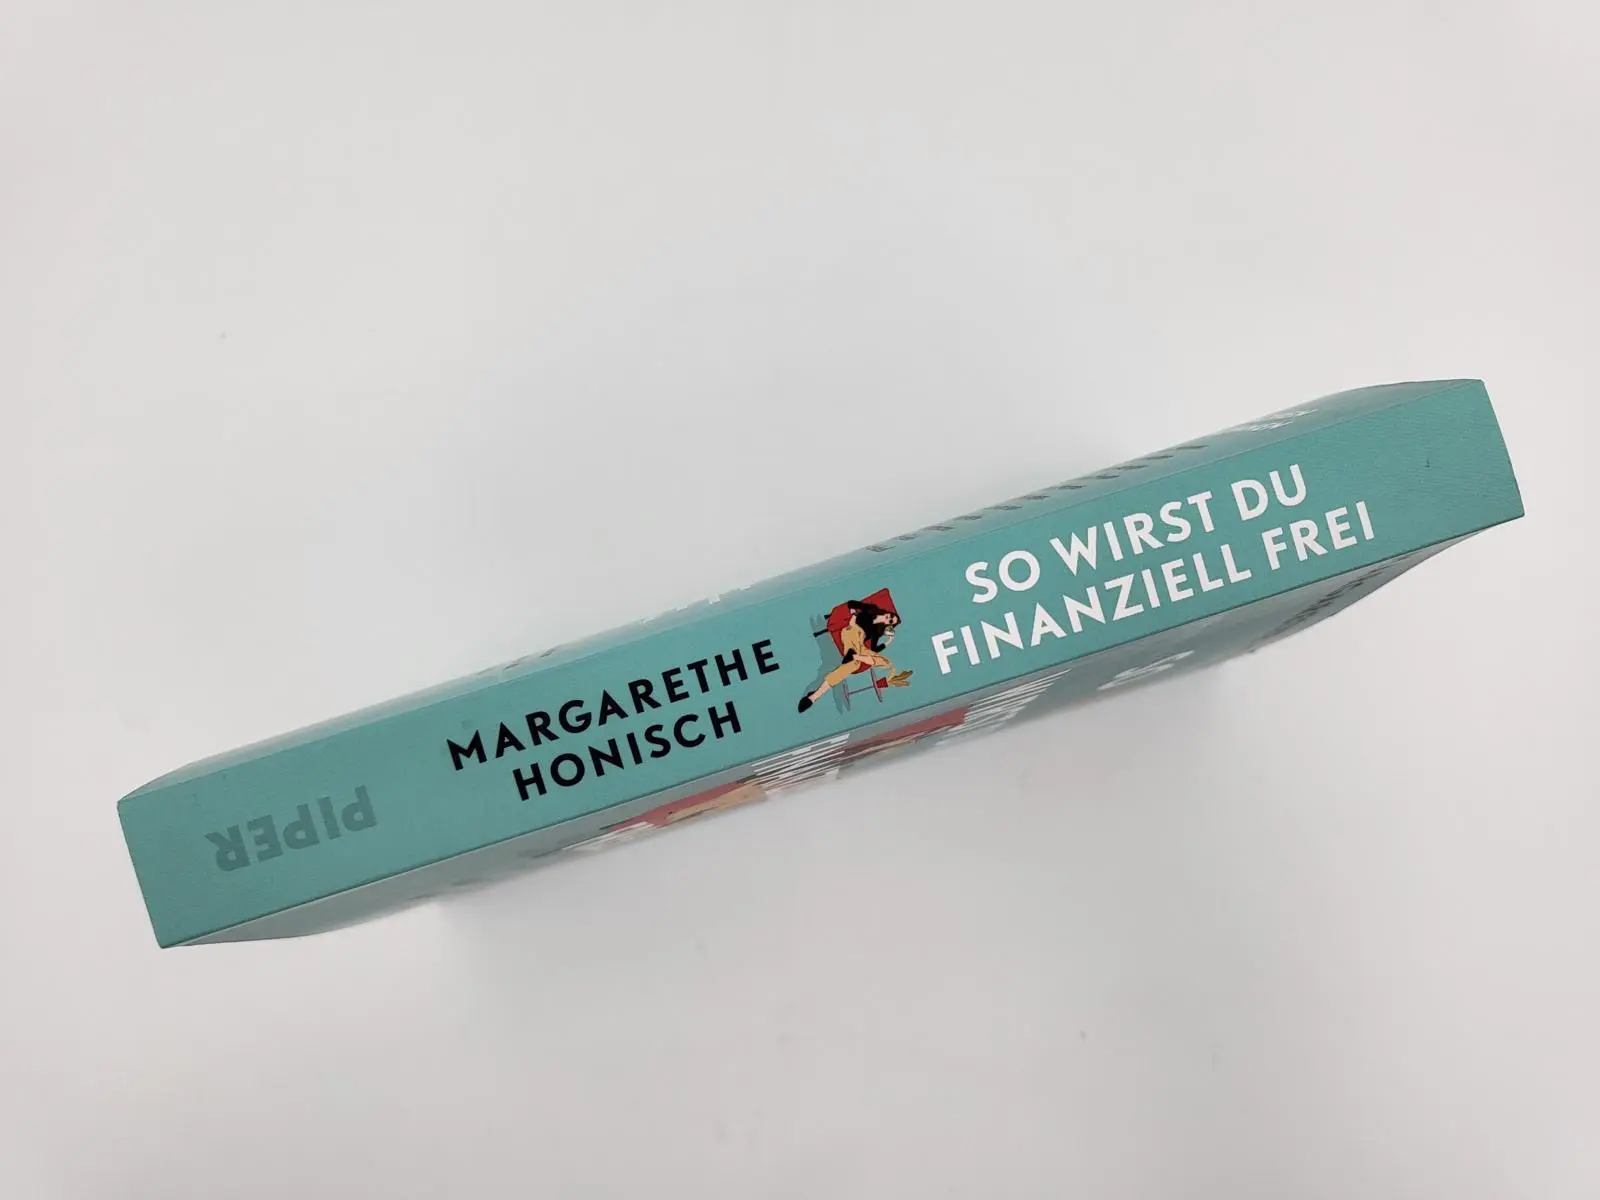 MARGARETHE
HONISCH
SO WIRST DU
FINANZIELL FREI
PIPER